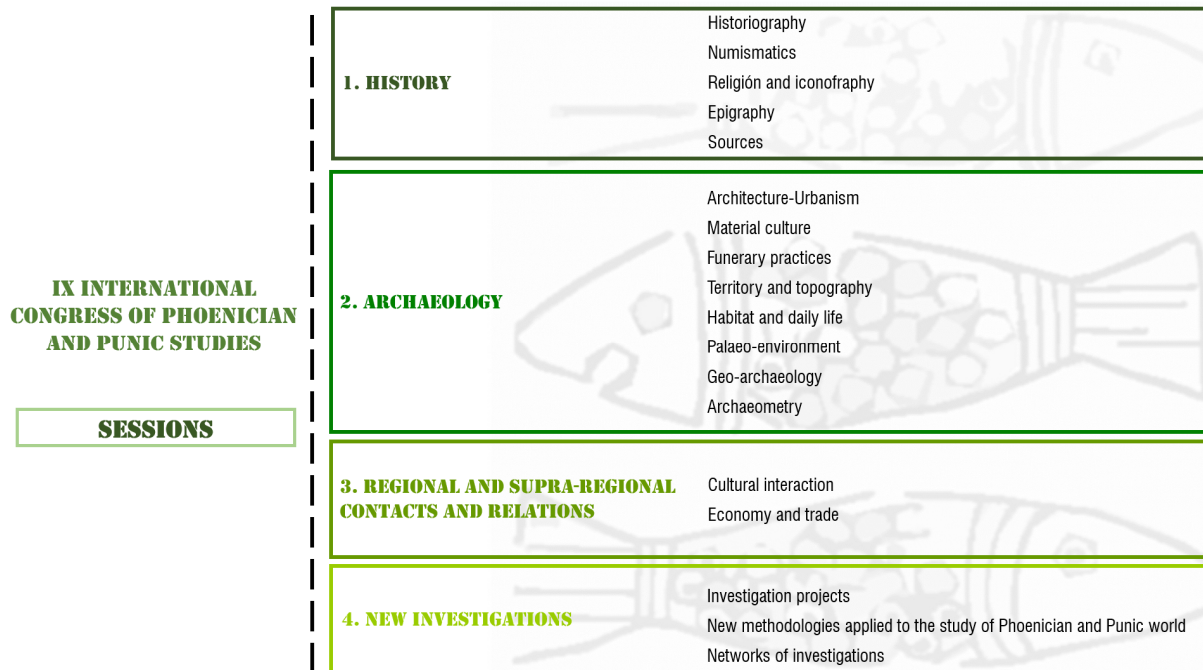 IX INTERNATIONAL
CONGRESS OF PHOENICIAN
AND PUNIC STUDIES
SESSIONS
1. HISTORY
Historiography
Numismatics
Religión and iconofraphy
Epigraphy
Sources
2. ARCHAEOLOGY
Architecture-Urbanism
Material culture
Funerary practices
Territory and topography
Habitat and daily life
Palaeo-environment
Geo-archaeology
Archaeometry
3. REGIONAL AND SUPRA-REGIONAL
CONTACTS AND RELATIONS
Cultural interaction
Economy and trade
4. NEW INVESTIGATIONS
Investigation projects
New methodologies applied to the study of Phoenician and Punic world
Networks of investigations